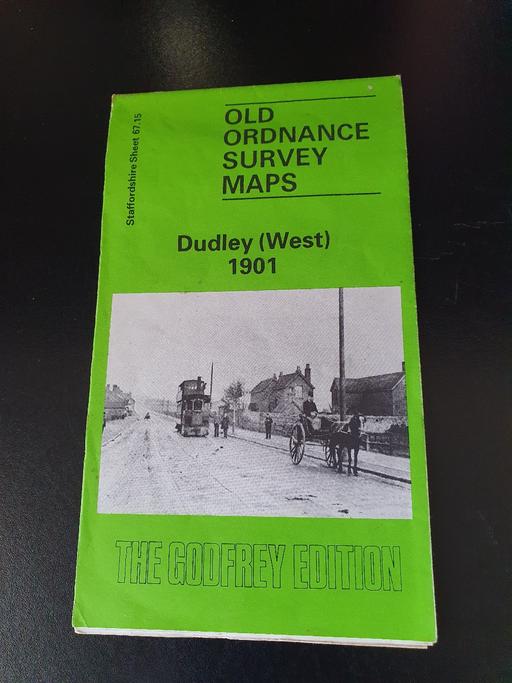 Staffordshire Sheet 67.15
OLD
ORDNANCE
SURVEY
MAPS
Dudley (West)
1901
THE GODFREY EDITION